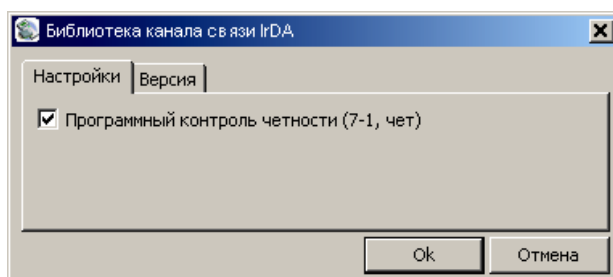 Библиотека канала связи IrDA
Настройки Версия
Программный контроль четности (7-1, чет)
Ok Отмена